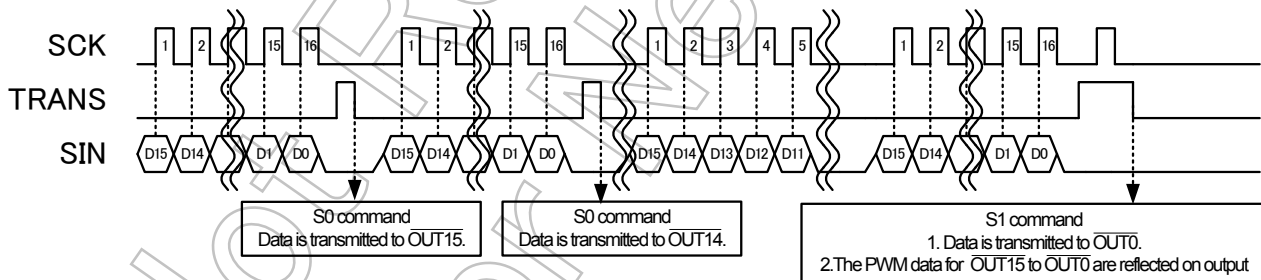 SCK 1 2 15 16 1 2 15 16 1 2 3 4 5 1 2 15 16
TRANS
SIN D15 D14 D1 D0 D15 D14 D1 D0 D15 D14 D13 D12 D11 D15 D14 D1 D0
S0 command
Data is transmitted to OUT15.
S0 command
Data is transmitted to OUT14.
S1 command
1. Data is transmitted to OUT0.
2.The PWM data for OUT15 to OUT0 are reflected on output